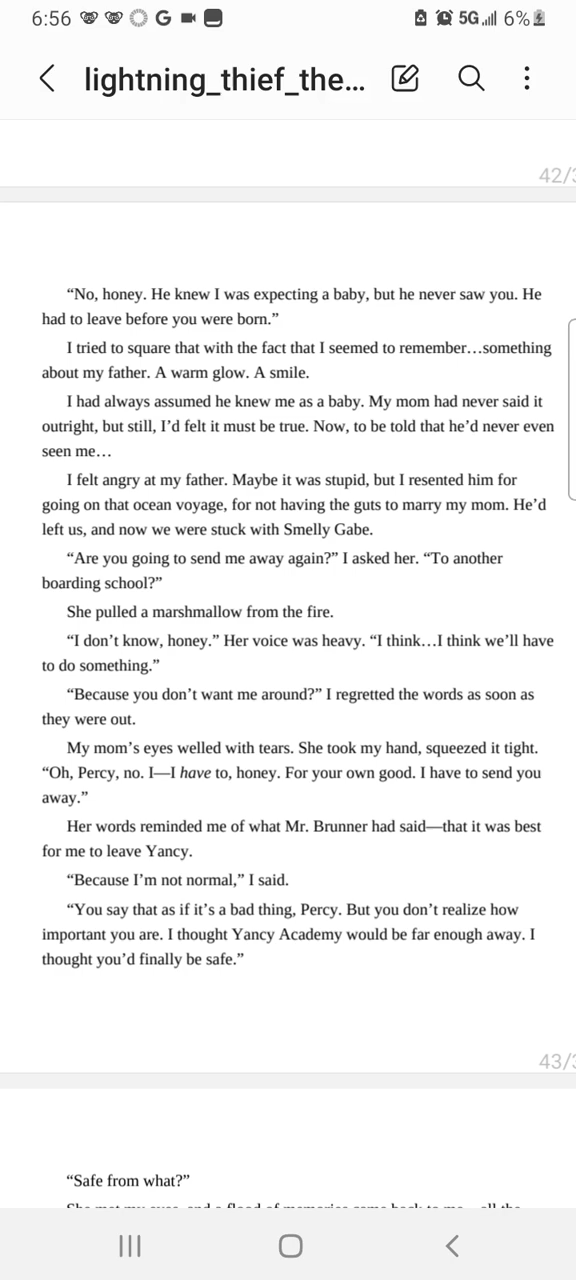 6:56 G 5G 6%
lightning_thief_the...
42/3
“No, honey. He knew I was expecting a baby, but he never saw you. He
had to leave before you were born.”
I tried to square that with the fact that I seemed to remember…something
about my father. A warm glow. A smile.
I had always assumed he knew me as a baby. My mom had never said it
outright, but still, I’d felt it must be true. Now, to be told that he’d never even
seen me…
I felt angry at my father. Maybe it was stupid, but I resented him for
going on that ocean voyage, for not having the guts to marry my mom. He’d
left us, and now we were stuck with Smelly Gabe.
“Are you going to send me away again?” I asked her. “To another
boarding school?”
She pulled a marshmallow from the fire.
“I don’t know, honey.” Her voice was heavy. “I think…I think we’ll have
to do something.”
“Because you don’t want me around?” I regretted the words as soon as
they were out.
My mom’s eyes welled with tears. She took my hand, squeezed it tight.
“Oh, Percy, no. I—I have to, honey. For your own good. I have to send you
away.”
Her words reminded me of what Mr. Brunner had said—that it was best
for me to leave Yancy.
“Because I’m not normal,” I said.
“You say that as if it’s a bad thing, Percy. But you don’t realize how
important you are. I thought Yancy Academy would be far enough away. I
thought you’d finally be safe.”
43/3
“Safe from what?”